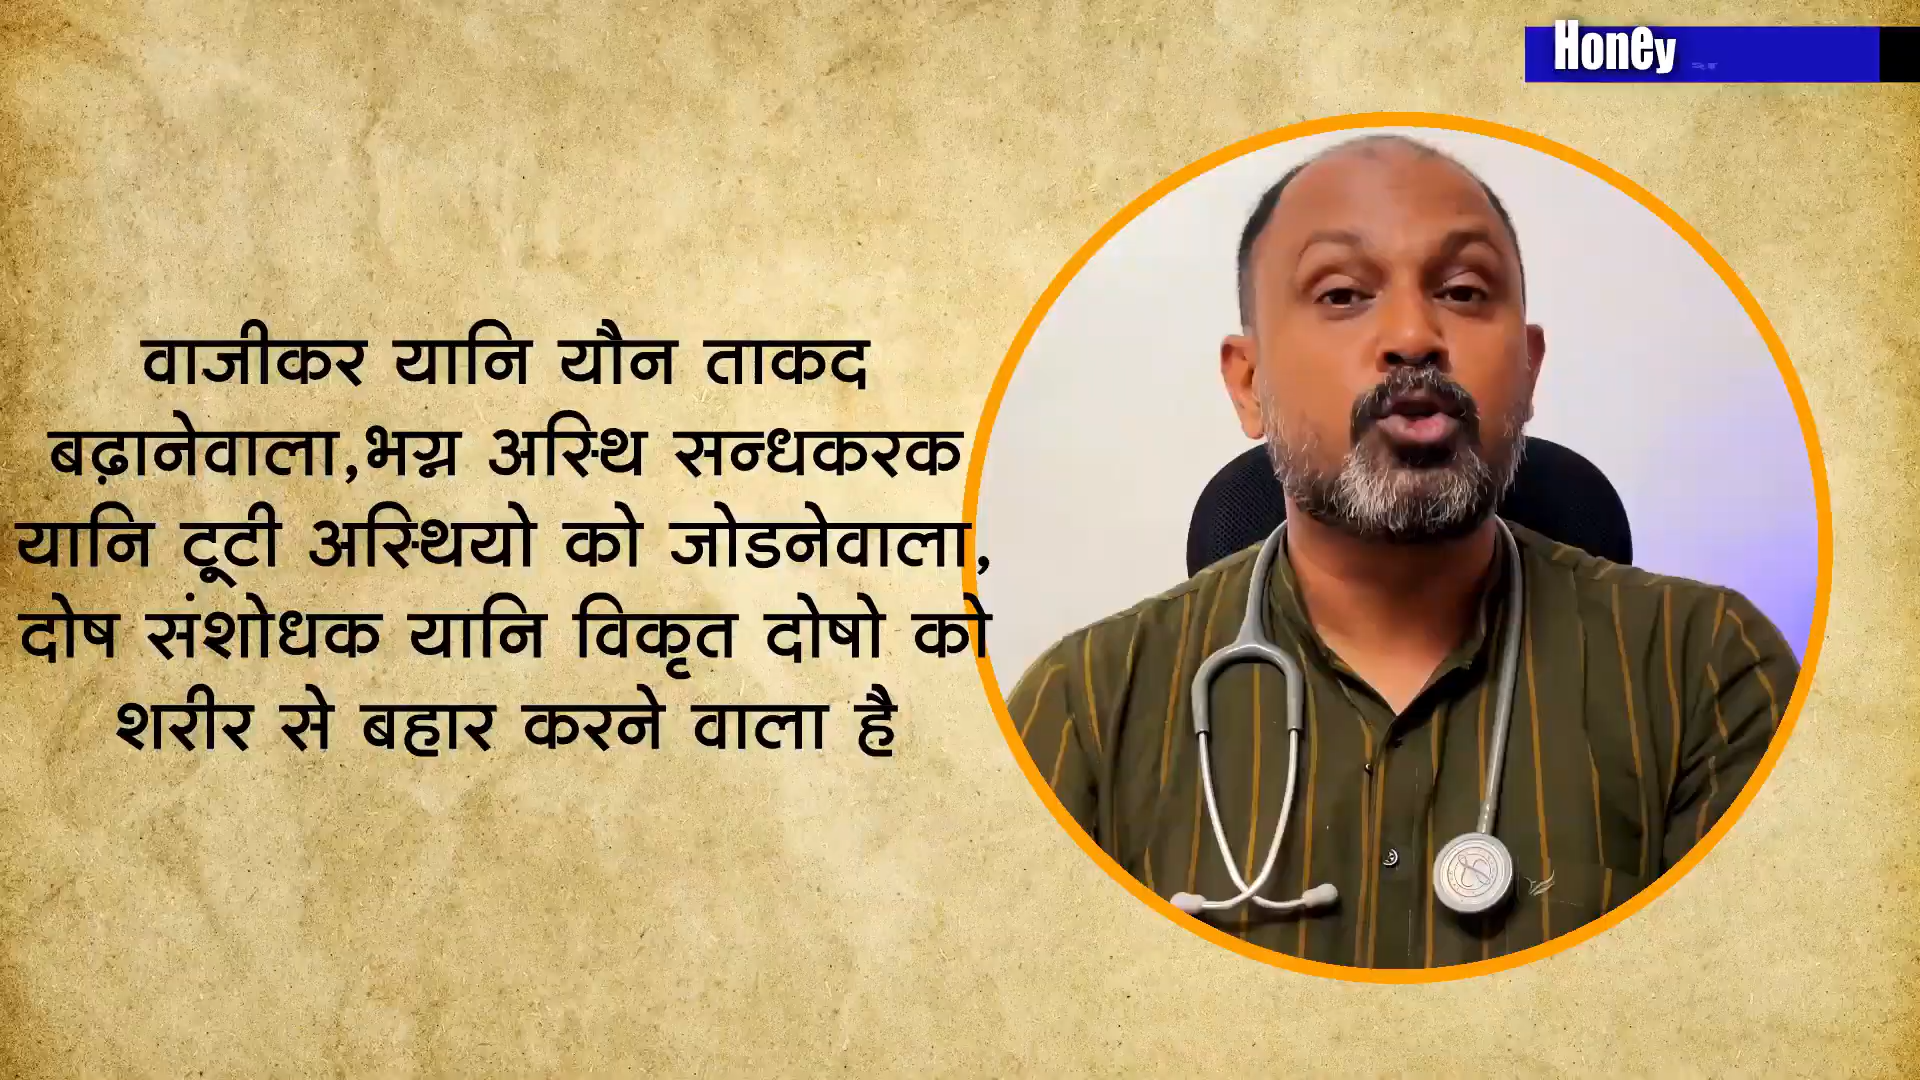 Honey
वाजीकर यानि यौन ताकद
बढ़ानेवाला,भग्न अस्थि सन्धकरक
यानि टूटी अस्थियो को जोडनेवाला,
दोष संशोधक यानि विकृत दोषो को
शरीर से बहार करने वाला है